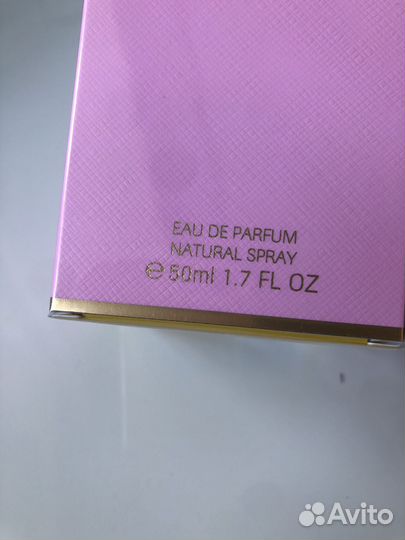 EAU DE PARFUM
NATURAL SPRAY
℮ 50ml 1.7 FL OZ
Avito